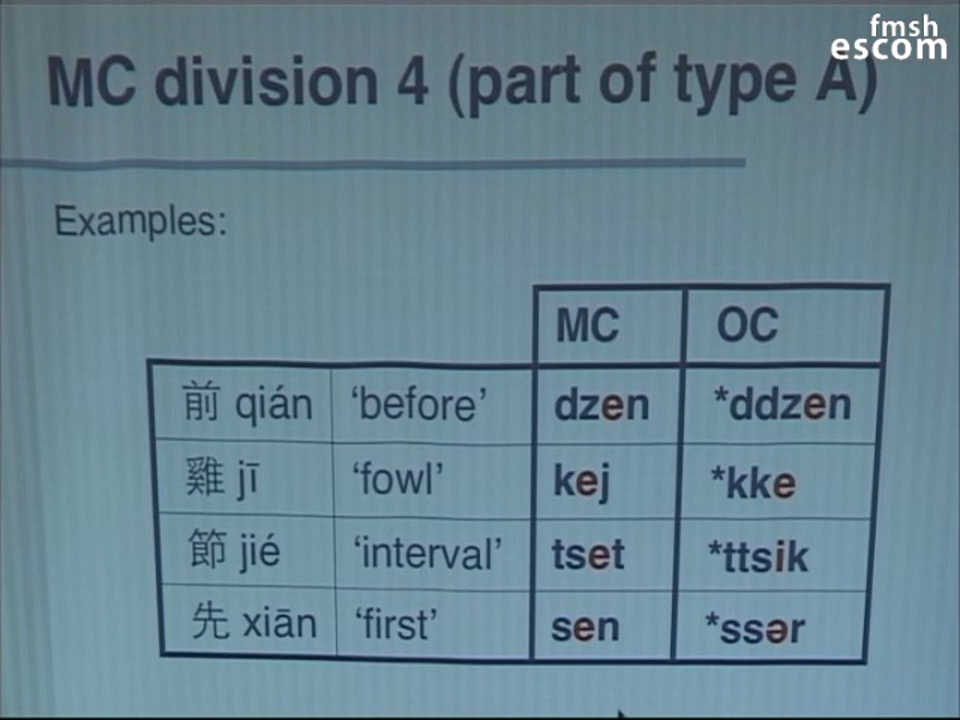 fmsh
escom
MC division 4 (part of type A)
Examples:
MC OC
前 qián ‘before’ dzen *ddzen
雞 jī ‘fowl’ kej *kke
節 jié ‘interval’ tset *ttsik
先 xiān ‘first’ sen *ssər